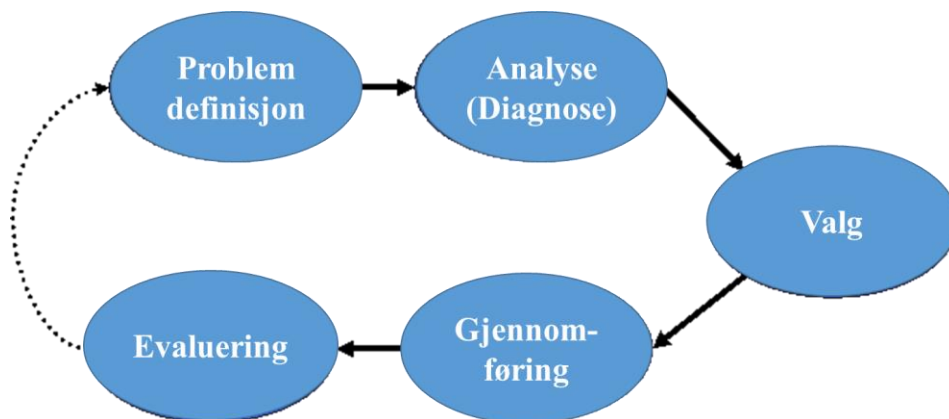 Problem
definisjon
Analyse
(Diagnose)
Valg
Gjennom-
føring
Evaluering